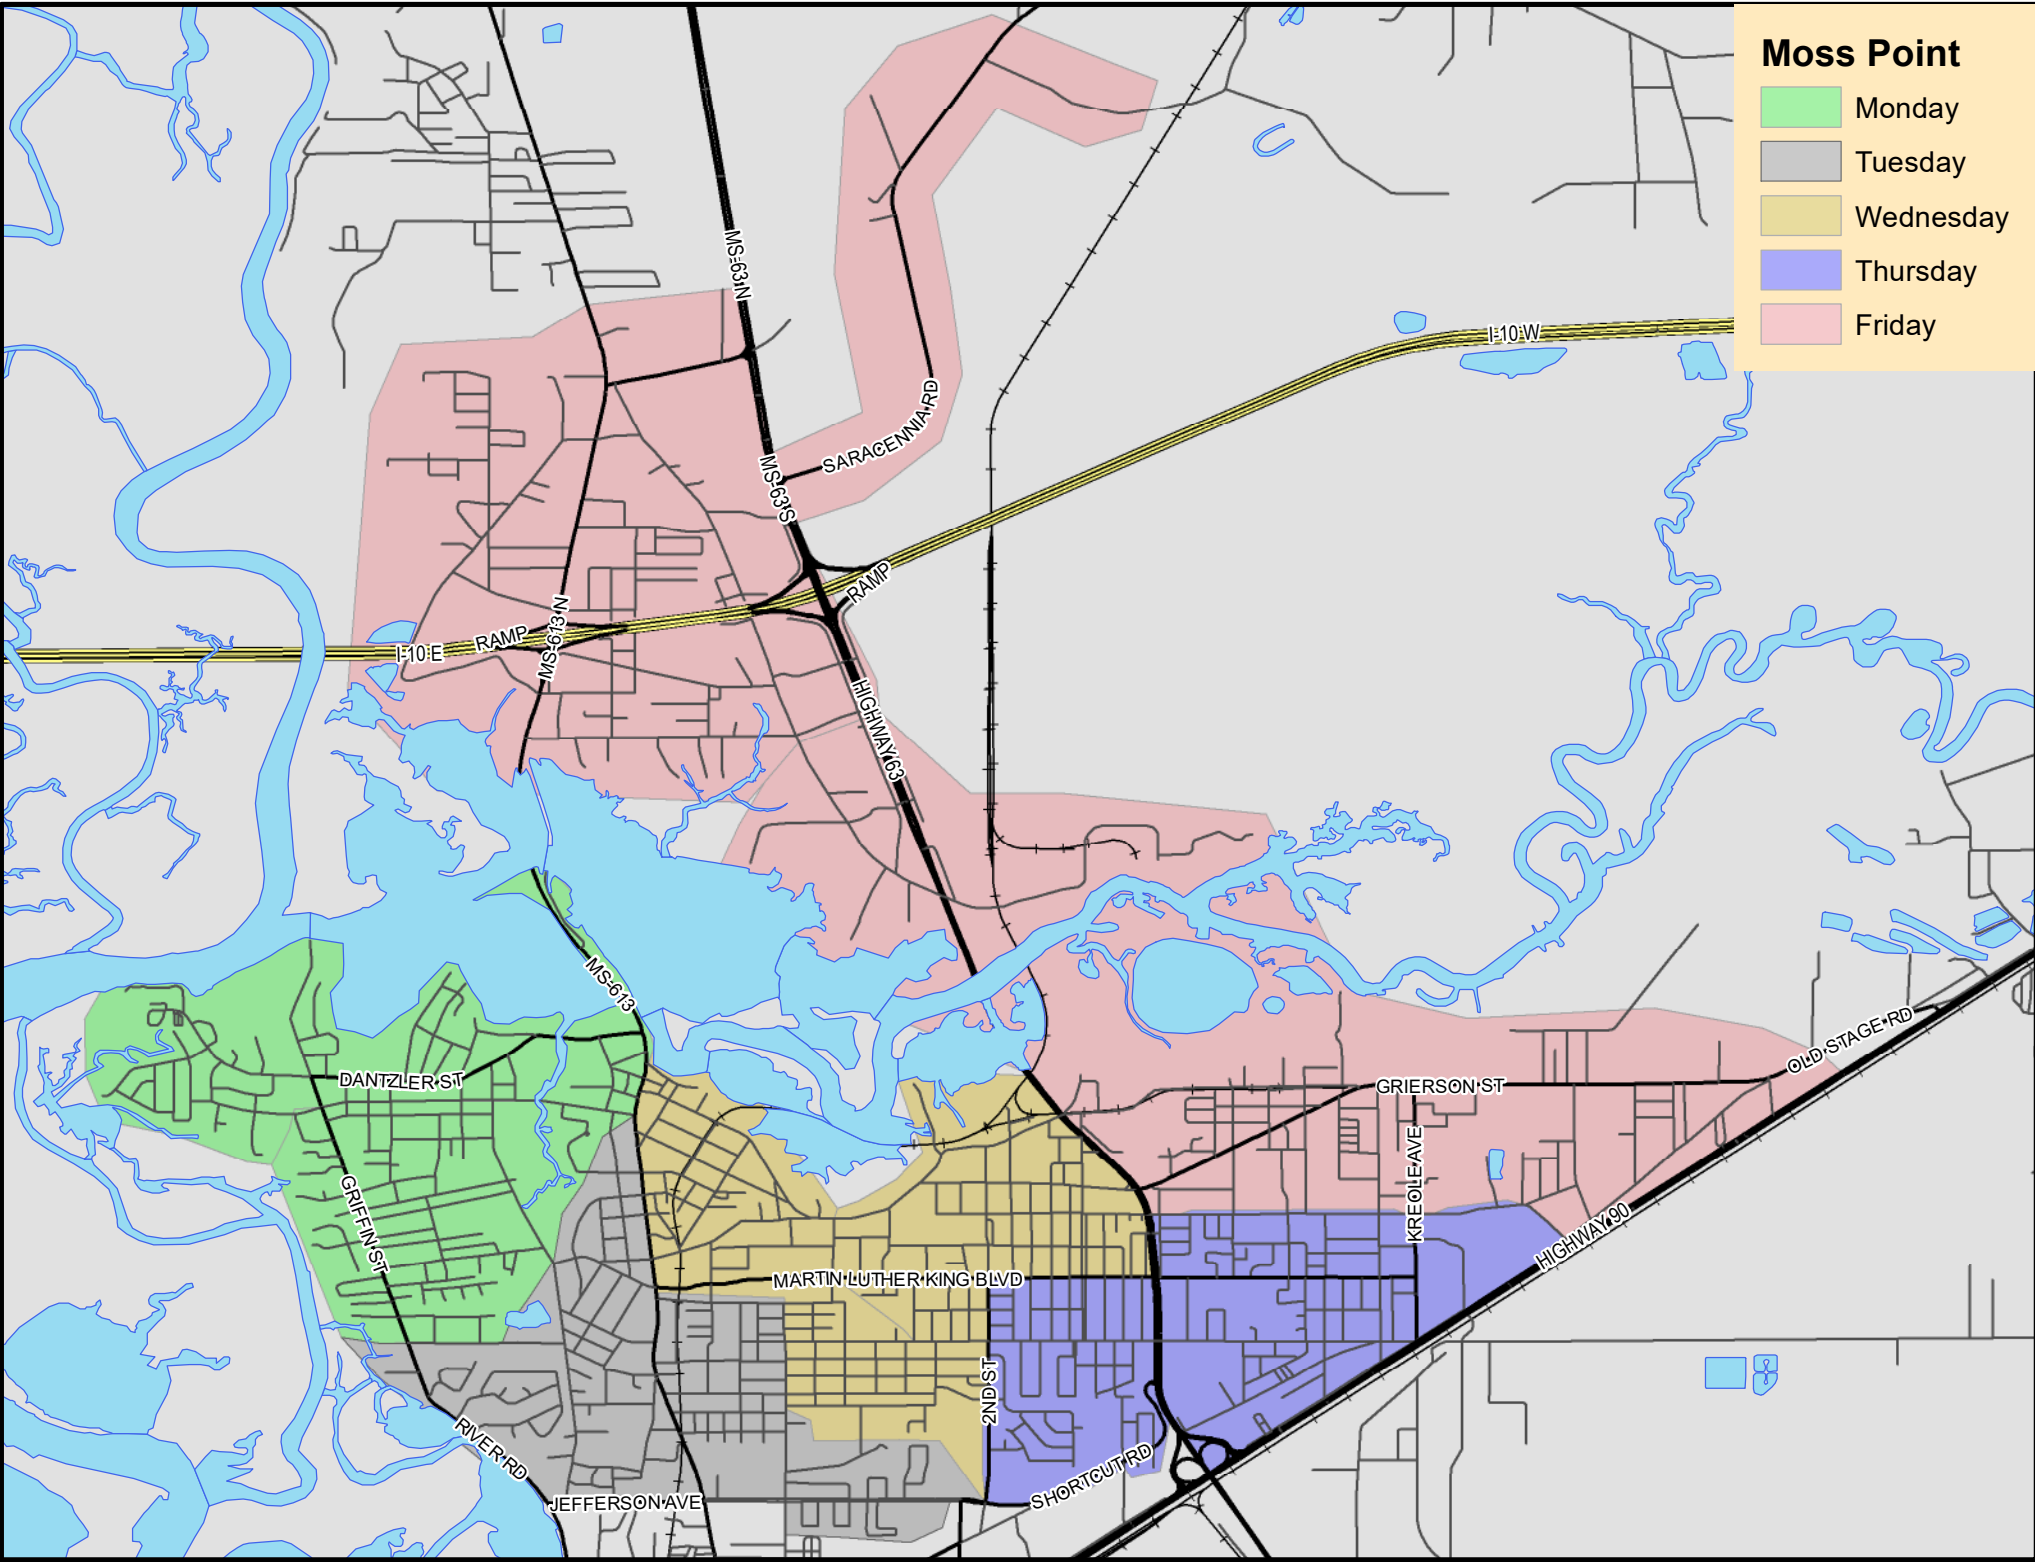 Moss Point
Monday
Tuesday
Wednesday
Thursday
Friday
MS-63 N
I-10 W
SARACENNIA RD
MS-63 S
RAMP
MS-613 N
RAMP
I-10 E
HIGHWAY 63
MS-613
OLD STAGE RD
DANTZLER ST
GRIERSON ST
KREOLE AVE
GRIFFIN ST
HIGHWAY 90
MARTIN LUTHER KING BLVD
2ND ST
RIVER RD
SHORTCUT RD
JEFFERSON AVE